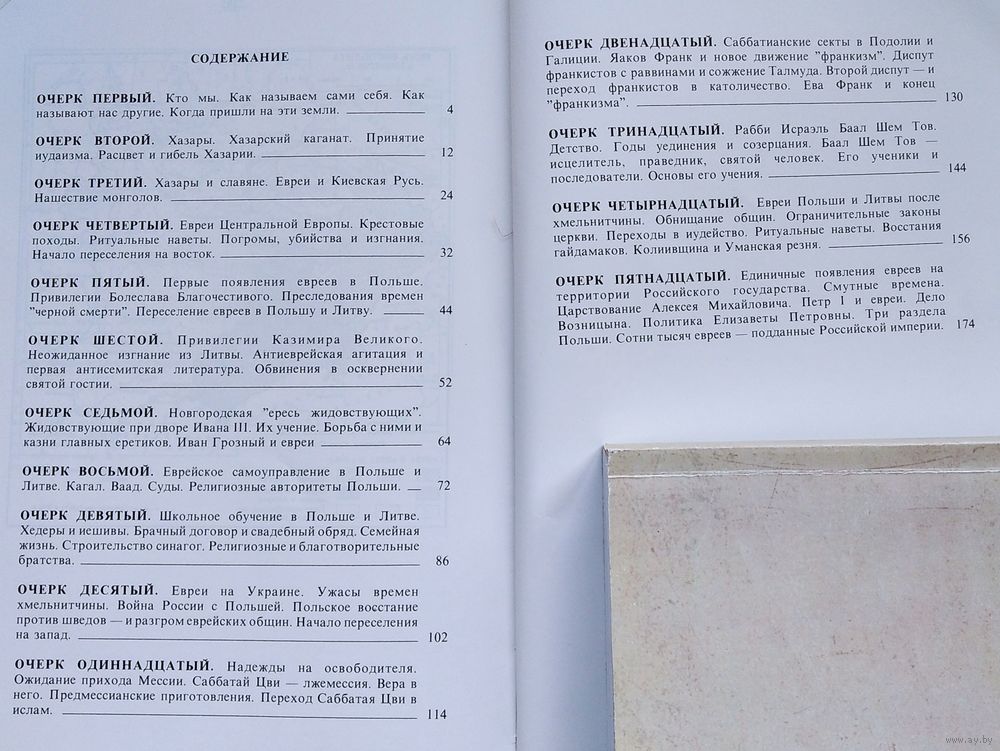 СОДЕРЖАНИЕ
ОЧЕРК ПЕРВЫЙ. Кто мы. Как называем сами себя. Как
называют нас другие. Когда пришли на эти земли. 4
ОЧЕРК ВТОРОЙ. Хазары. Хазарский каганат. Принятие
иудаизма. Расцвет и гибель Хазарии. 12
ОЧЕРК ТРЕТИЙ. Хазары и славяне. Евреи и Киевская Русь.
Нашествие монголов. 24
ОЧЕРК ЧЕТВЕРТЫЙ. Евреи Центральной Европы. Крестовые
походы. Ритуальные наветы. Погромы, убийства и изгнания.
Начало переселения на восток. 32
ОЧЕРК ПЯТЫЙ. Первые появления евреев в Польше.
Привилегии Болеслава Благочестивого. Преследования времен
"черной смерти". Переселение евреев в Польшу и Литву. 44
ОЧЕРК ШЕСТОЙ. Привилегии Казимира Великого.
Неожиданное изгнание из Литвы. Антиеврейская агитация и
первая антисемитская литература. Обвинения в осквернении
святой гостии. 52
ОЧЕРК СЕДЬМОЙ. Новгородская "ересь жидовствующих".
Жидовствующие при дворе Ивана III. Их учение. Борьба с ними и
казни главных еретиков. Иван Грозный и евреи 64
ОЧЕРК ВОСЬМОЙ. Еврейское самоуправление в Польше и
Литве. Кагал. Ваад. Суды. Религиозные авторитеты Польши. 72
ОЧЕРК ДЕВЯТЫЙ. Школьное обучение в Польше и Литве.
Хедеры и иешивы. Брачный договор и свадебный обряд. Семейная
жизнь. Строительство синагог. Религиозные и благотворительные
братства. 86
ОЧЕРК ДЕСЯТЫЙ. Евреи на Украине. Ужасы времен
хмельнитчины. Война России с Польшей. Польское восстание
против шведов — и разгром еврейских общин. Начало переселения
на запад. 102
ОЧЕРК ОДИННАДЦАТЫЙ. Надежды на освободителя.
Ожидание прихода Мессии. Саббатай Цви — лжемессия. Вера в
него. Предмессианские приготовления. Переход Саббатая Цви в
ислам. 114
ОЧЕРК ДВЕНАДЦАТЫЙ. Саббатианские секты в Подолии и
Галиции. Яаков Франк и новое движение "франкизм". Диспут
франкистов с раввинами и сожжение Талмуда. Второй диспут — и
переход франкистов в католичество. Ева Франк и конец
"франкизма". 130
ОЧЕРК ТРИНАДЦАТЫЙ. Рабби Исраэль Баал Шем Тов.
Детство. Годы уединения и созерцания. Баал Шем Тов —
исцелитель, праведник, святой человек. Его ученики и
последователи. Основы его учения. 144
ОЧЕРК ЧЕТЫРНАДЦАТЫЙ. Евреи Польши и Литвы после
хмельнитчины. Обнищание общин. Ограничительные законы
церкви. Переходы в иудейство. Ритуальные наветы. Восстания
гайдамаков. Колиивщина и Уманская резня. 156
ОЧЕРК ПЯТНАДЦАТЫЙ. Единичные появления евреев на
территории Российского государства. Смутные времена.
Царствование Алексея Михайловича. Петр I и евреи. Дело
Возницына. Политика Елизаветы Петровны. Три раздела
Польши. Сотни тысяч евреев — подданные Российской империи. 174
www.ay.by